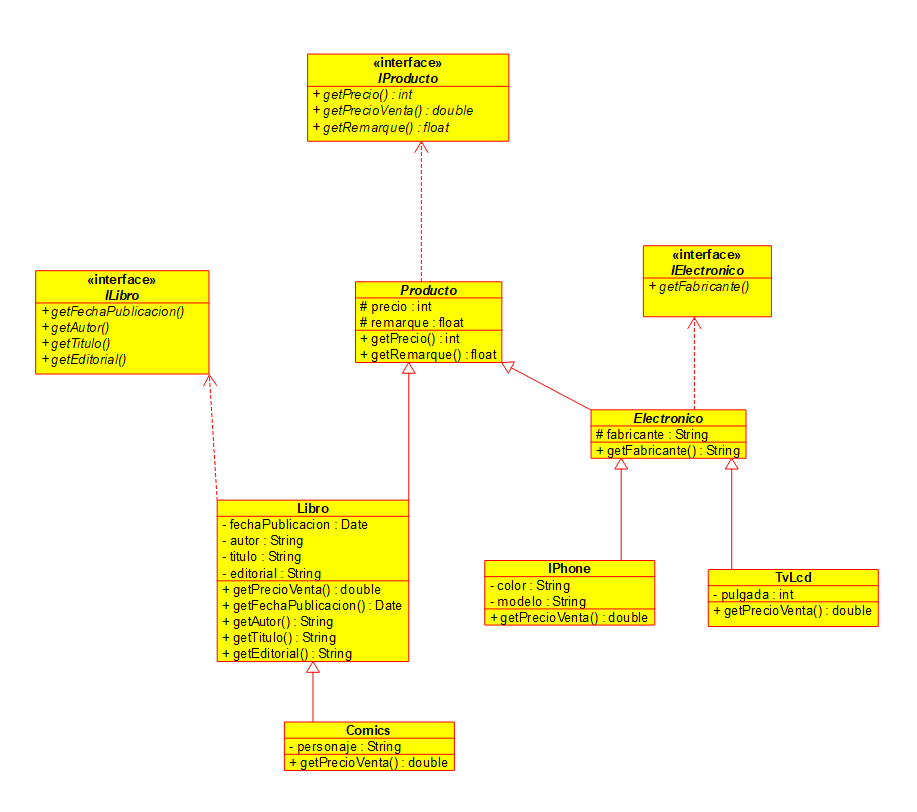 «interface»
IProducto
+ getPrecio() : int
+ getPrecioVenta() : double
+ getRemarque() : float
«interface»
ILibro
+ getFechaPublicacion()
+ getAutor()
+ getTitulo()
+ getEditorial()
Producto
# precio : int
# remarque : float
+ getPrecio() : int
+ getRemarque() : float
«interface»
IElectronico
+ getFabricante()
Electronico
# fabricante : String
+ getFabricante() : String
Libro
- fechaPublicacion : Date
- autor : String
- titulo : String
- editorial : String
+ getPrecioVenta() : double
+ getFechaPublicacion() : Date
+ getAutor() : String
+ getTitulo() : String
+ getEditorial() : String
IPhone
- color : String
- modelo : String
+ getPrecioVenta() : double
TvLcd
- pulgada : int
+ getPrecioVenta() : double
Comics
- personaje : String
+ getPrecioVenta() : double